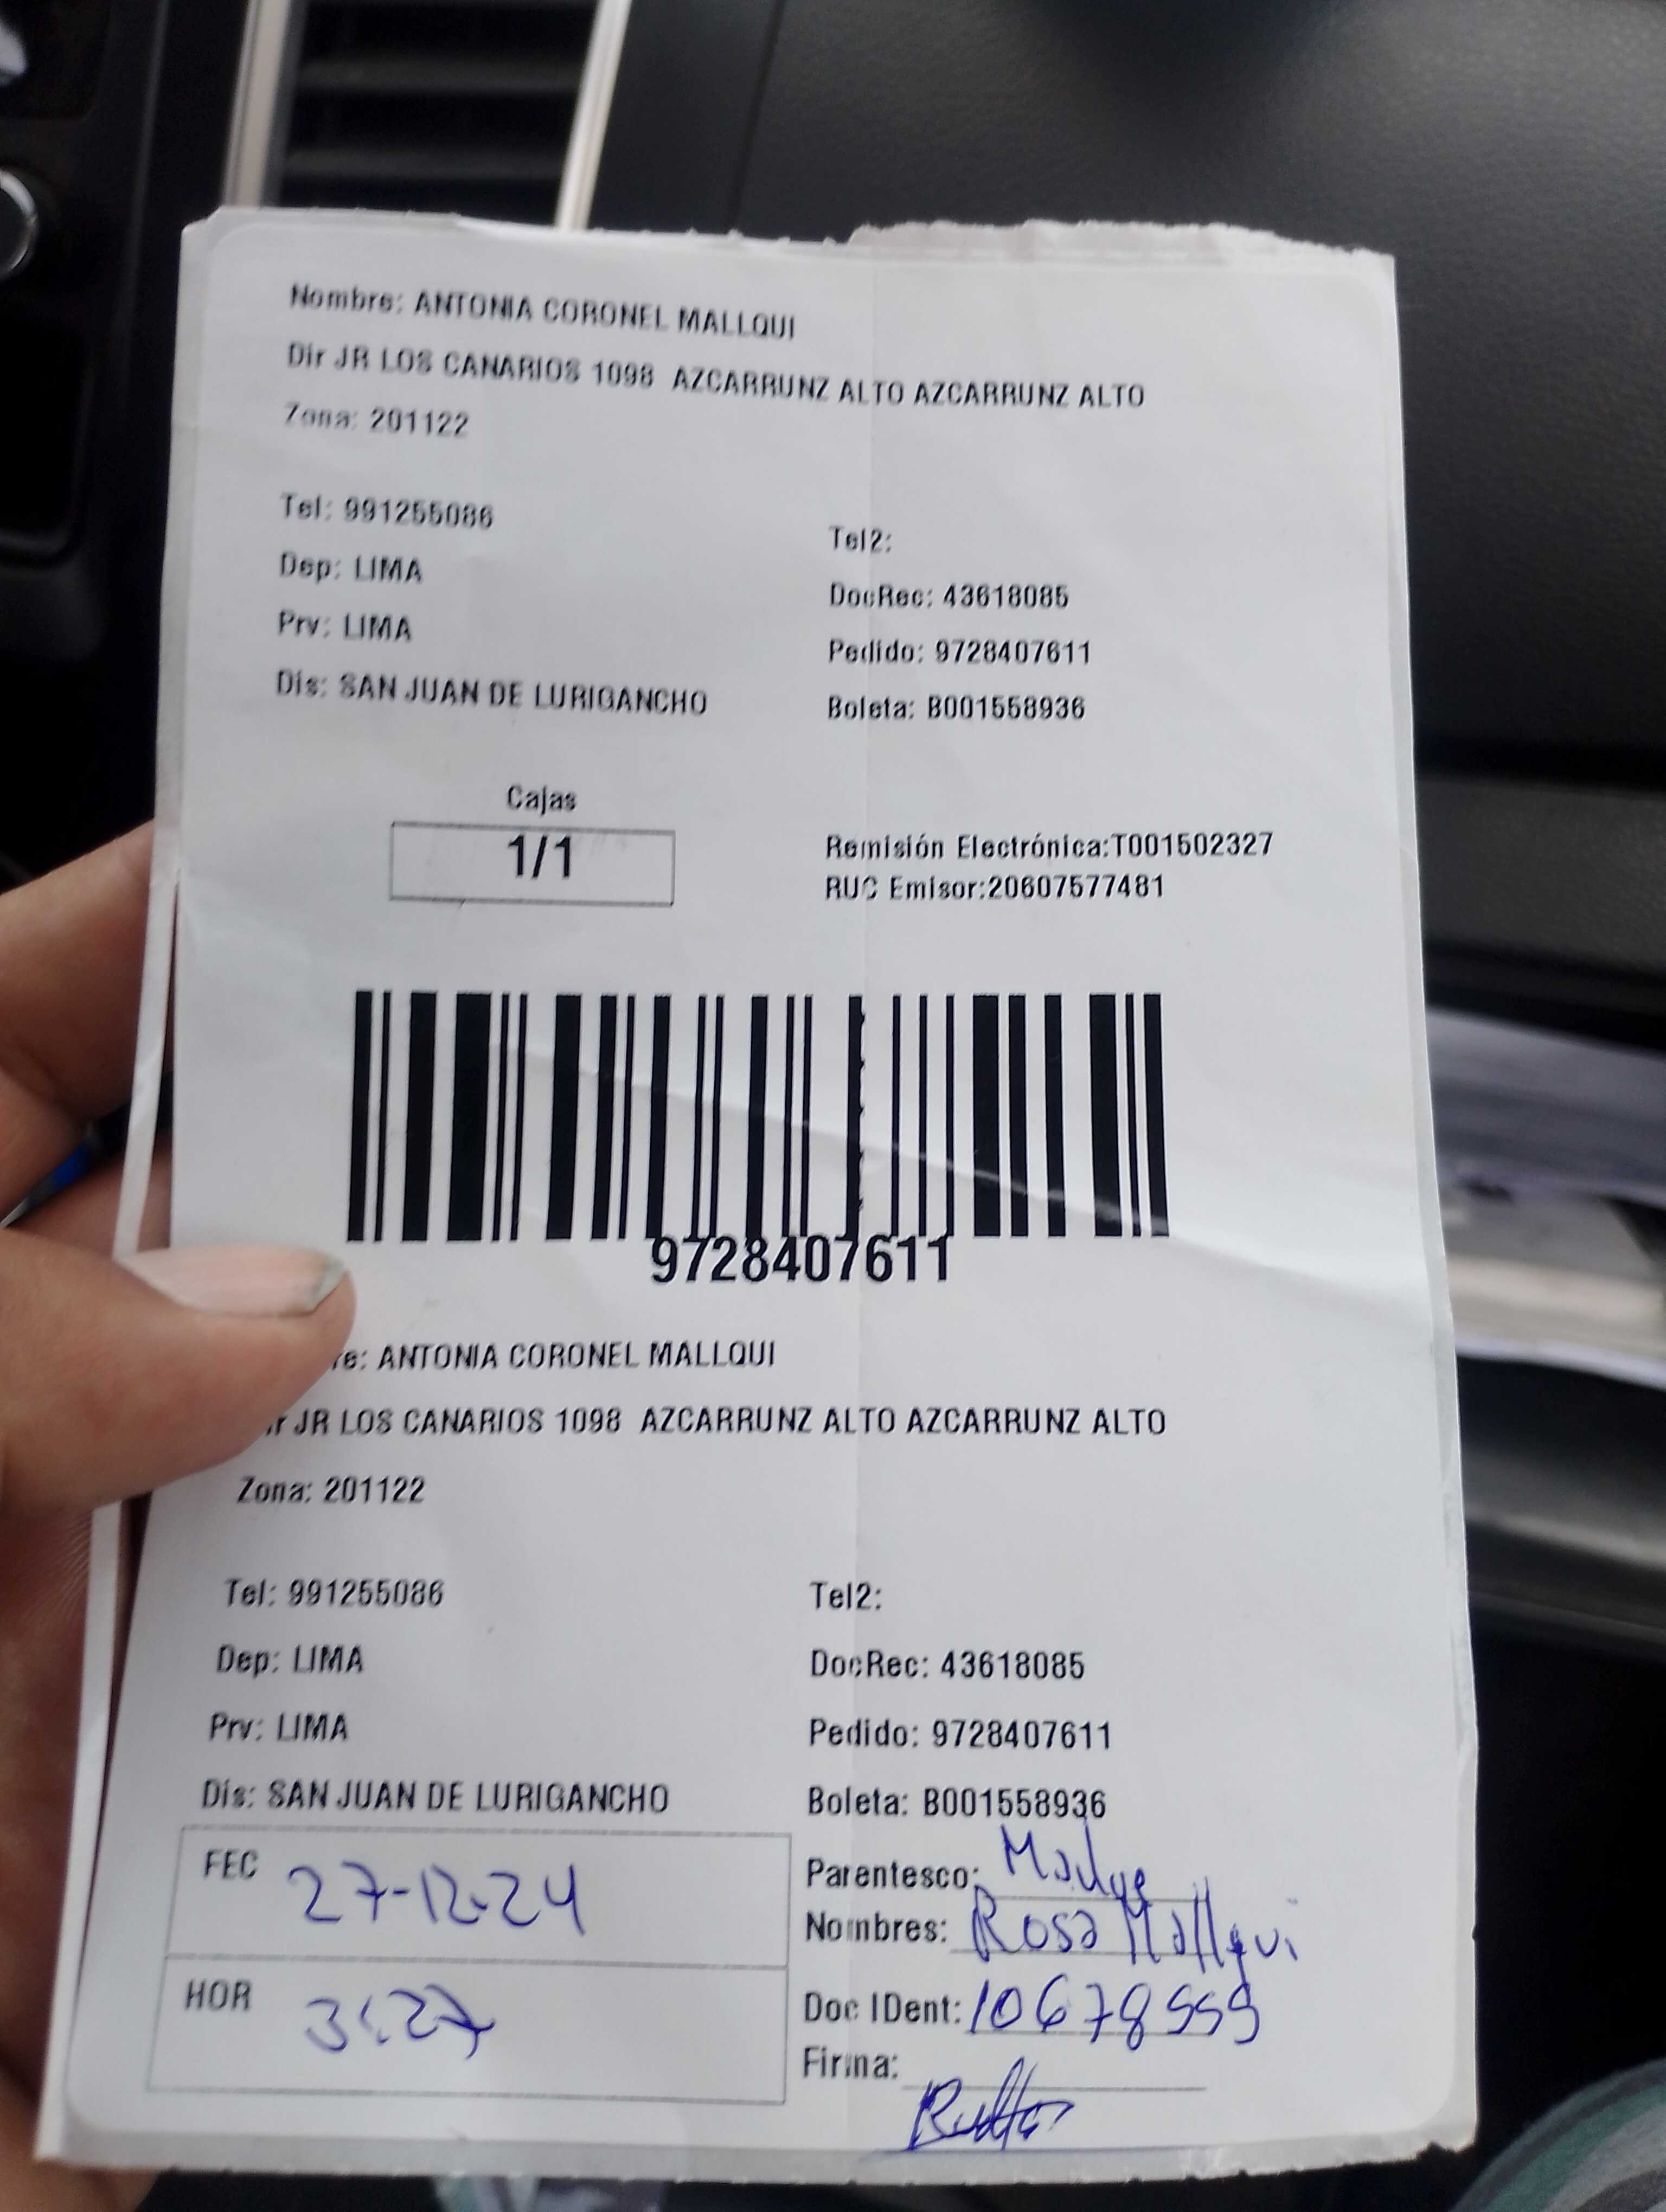 Nombre: ANTONIA CORONEL MALLQUI
Dir JR LOS CANARIOS 1098 AZCARRUNZ ALTO AZCARRUNZ ALTO
Zona: 201122
Tel: 991255086
Tel2:
Dep: LIMA
DocRec: 43618085
Prv: LIMA
Pedido: 9728407611
Dis: SAN JUAN DE LURIGANCHO
Boleta: B001558936
Cajas
1/1
Remisión Electrónica:T001502327
RUC Emisor:20607577481
9728407611
re: ANTONIA CORONEL MALLQUI
ir JR LOS CANARIOS 1098 AZCARRUNZ ALTO AZCARRUNZ ALTO
Zona: 201122
Tel: 991255086
Tel2:
Dep: LIMA
DocRec: 43618085
Prv: LIMA
Pedido: 9728407611
Dis: SAN JUAN DE LURIGANCHO
Boleta: B001558936
FEC 27-12-24
Parentesco: Madre
Nombres: Rosa Mallqui
HOR 3:27
Doc IDent: 10678559
Firma: